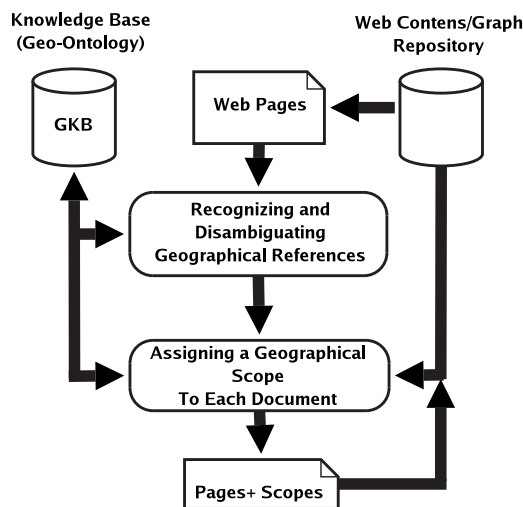 Knowledge Base
(Geo-Ontology)
Web Contens/Graph
Repository
GKB
Web Pages
Recognizing and
Disambiguating
Geographical References
Assigning a Geographical
Scope
To Each Document
Pages+ Scopes